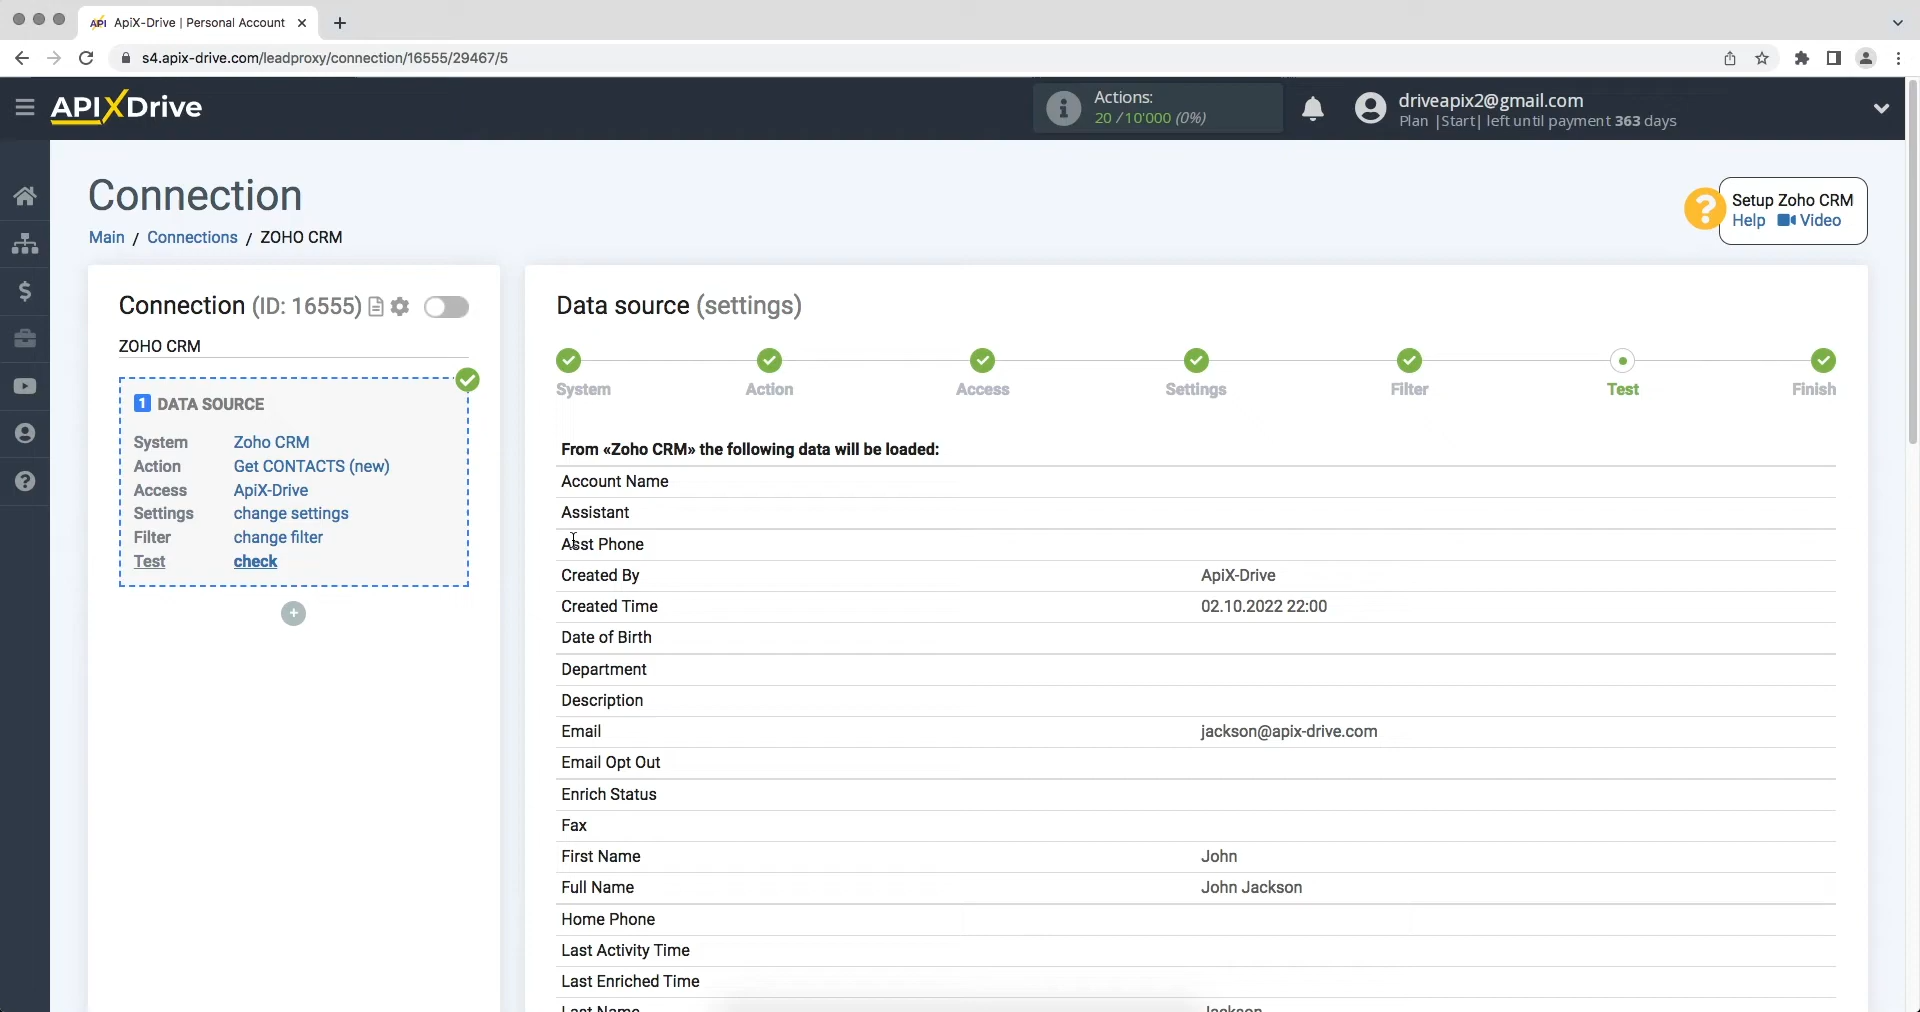 API ApiX-Drive | Personal Account
s4.apix-drive.com/leadproxy/connection/16555/29467/5
APIXDrive
Actions:
20 /10'000 (0%)
driveapix2@gmail.com
Plan |Start| left until payment 363 days
Connection
Main / Connections / ZOHO CRM
Setup Zoho CRM
Help Video
Connection (ID: 16555)
ZOHO CRM
1 DATA SOURCE
System Zoho CRM
Action Get CONTACTS (new)
Access ApiX-Drive
Settings change settings
Filter change filter
Test check
Data source (settings)
System Action Access Settings Filter Test Finish
From «Zoho CRM» the following data will be loaded:
Account Name
Assistant
Asst Phone
Created By ApiX-Drive
Created Time 02.10.2022 22:00
Date of Birth
Department
Description
Email jackson@apix-drive.com
Email Opt Out
Enrich Status
Fax
First Name John
Full Name John Jackson
Home Phone
Last Activity Time
Last Enriched Time
Last Name Jackson